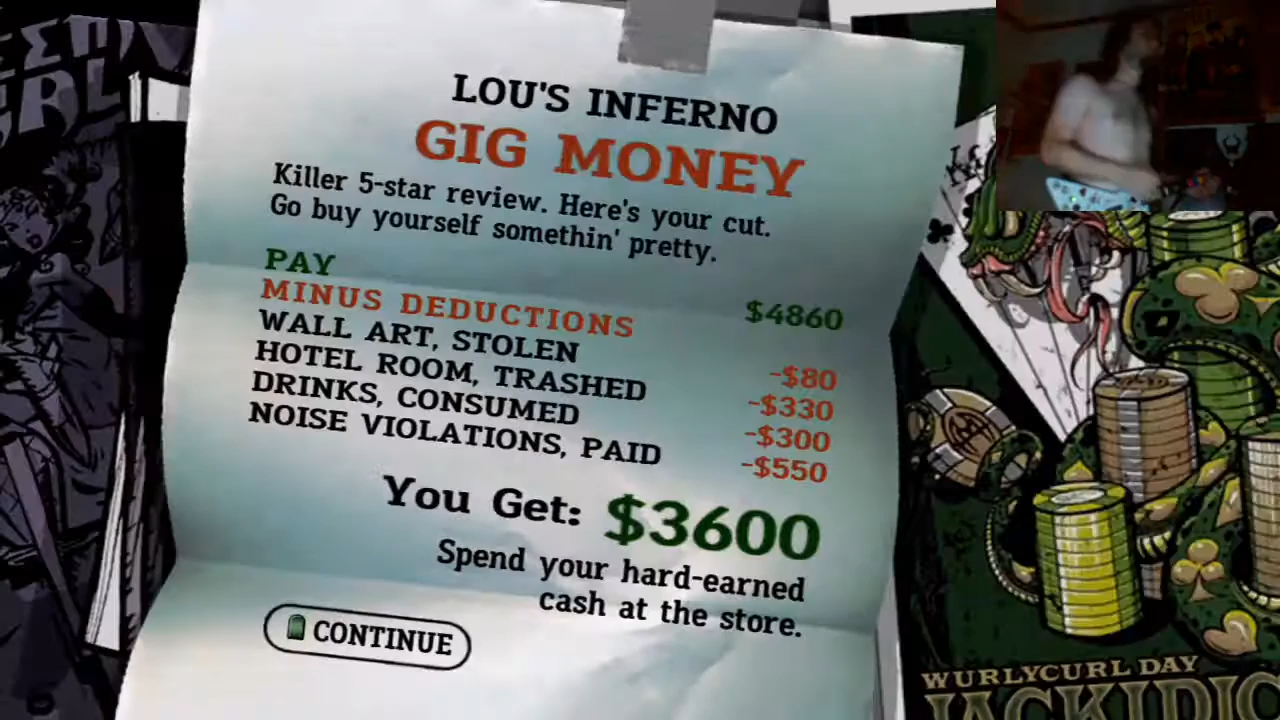 LOU'S INFERNO
GIG MONEY
Killer 5-star review. Here's your cut.
Go buy yourself somethin' pretty.
PAY $4860
MINUS DEDUCTIONS
WALL ART, STOLEN -$80
HOTEL ROOM, TRASHED -$330
DRINKS, CONSUMED -$300
NOISE VIOLATIONS, PAID -$550
You Get: $3600
Spend your hard-earned
cash at the store.
CONTINUE
WURLYCURL DAY